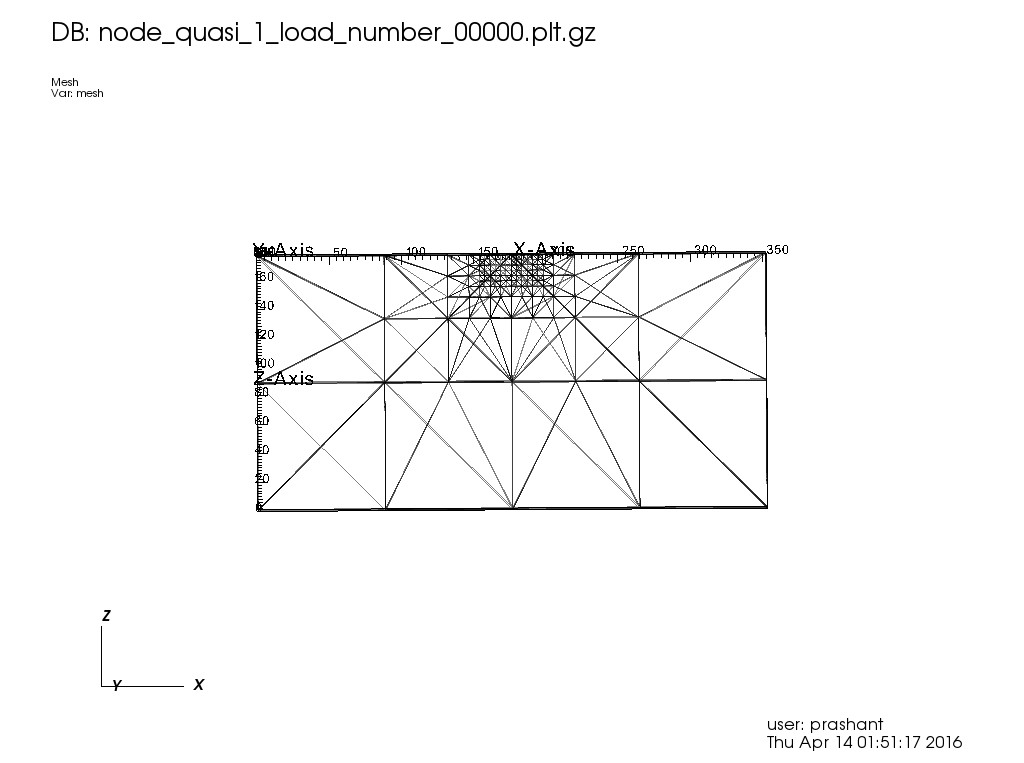 DB: node_quasi_1_load_number_00000.plt.gz
Mesh
Var: mesh
Y-Axis 50 100 150 X-Axis 250 300 350
160
140
120
100
Z-Axis
80
60
40
20
0
Z
Y X
user: prashant
Thu Apr 14 01:51:17 2016